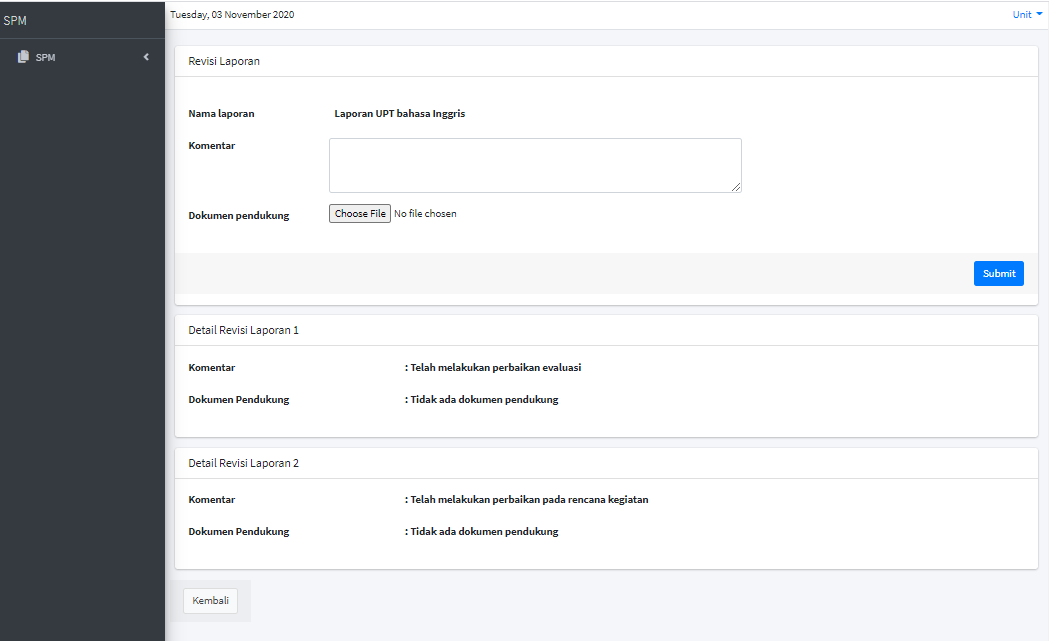 SPM
Tuesday, 03 November 2020
Unit
SPM
Revisi Laporan
Nama laporan Laporan UPT bahasa Inggris
Komentar
Dokumen pendukung Choose File No file chosen
Submit
Detail Revisi Laporan 1
Komentar : Telah melakukan perbaikan evaluasi
Dokumen Pendukung : Tidak ada dokumen pendukung
Detail Revisi Laporan 2
Komentar : Telah melakukan perbaikan pada rencana kegiatan
Dokumen Pendukung : Tidak ada dokumen pendukung
Kembali